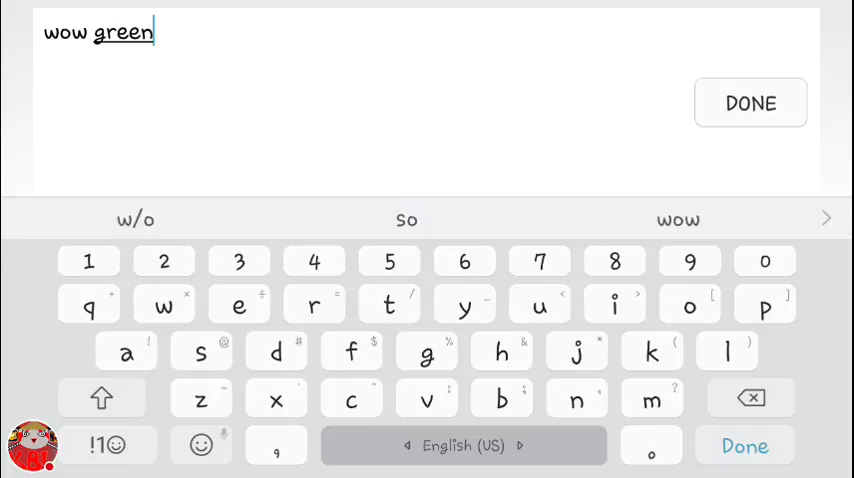 wow green
DONE
w/o so wow >
1 2 3 4 5 6 7 8 9 0
q + w × e ÷ r = t / y _ u < i > o [ p ]
a ! s @ d # f $ g % h & j * k ( l )
z - x ' c " v : b ; n , m ?
!1☺ , English (US) . Done